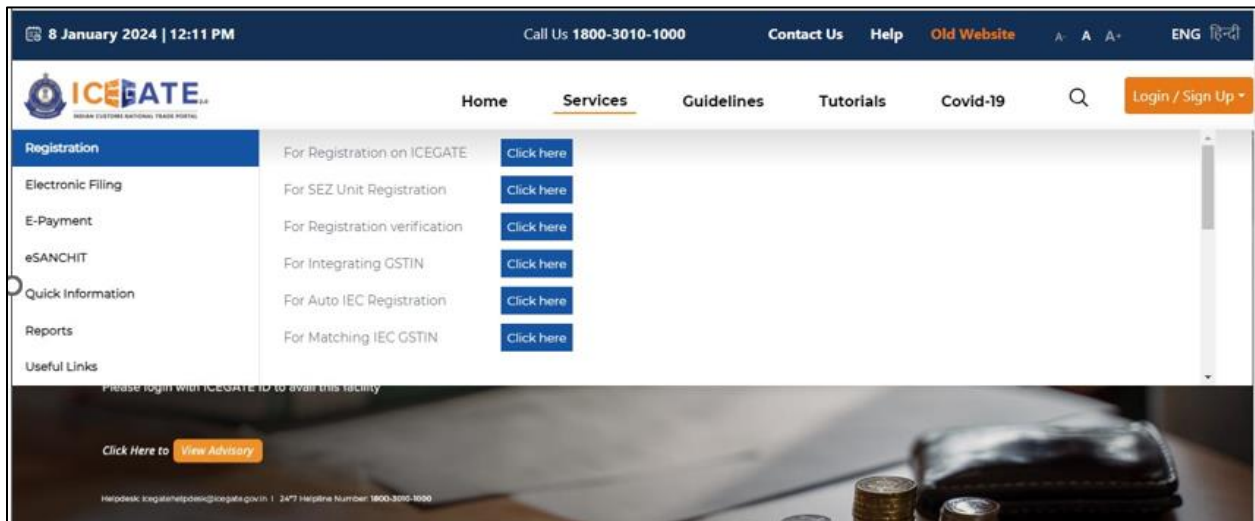 8 January 2024 | 12:11 PM Call Us 1800-3010-1000 Contact Us Help Old Website A- A A+ ENG हिन्दी
ICEGATE 2.0 Home Services Guidelines Tutorials Covid-19 Login / Sign Up
INDIAN CUSTOMS NATIONAL TRADE PORTAL
Registration For Registration on ICEGATE Click here
Electronic Filing For SEZ Unit Registration Click here
E-Payment For Registration verification Click here
eSANCHIT For Integrating GSTIN Click here
Quick Information For Auto IEC Registration Click here
Reports For Matching IEC GSTIN Click here
Useful Links
Please login with ICEGATE ID to avail this facility
Click Here to View Advisory
Helpdesk: icegatehelpdesk@icegate.gov.in | 24*7 Helpline Number: 1800-3010-1000